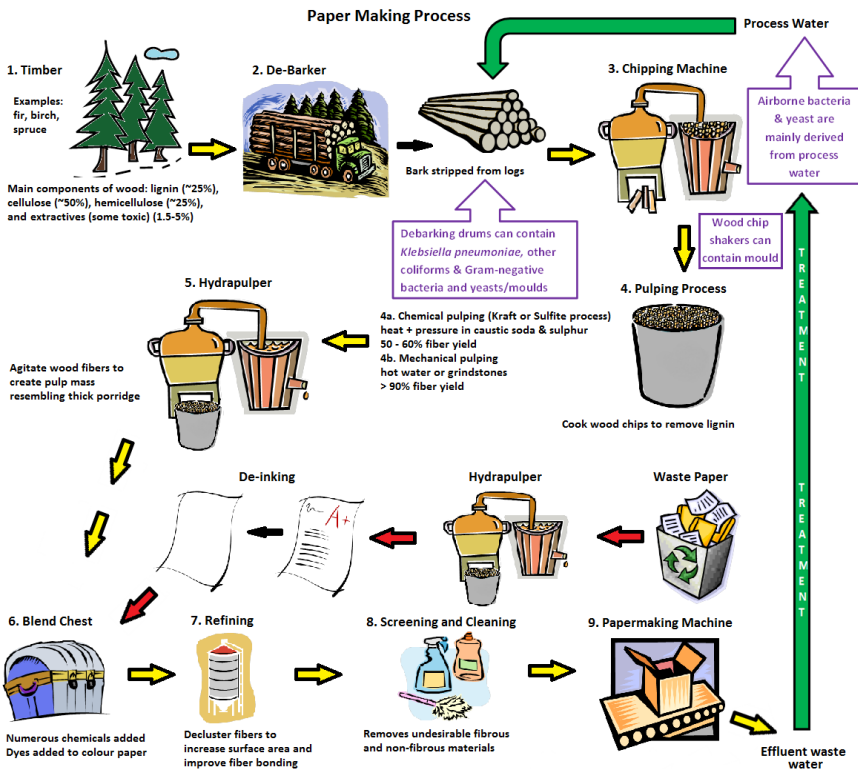 Paper Making Process
Process Water
1. Timber
Examples:
fir, birch,
spruce
Main components of wood: lignin (~25%),
cellulose (~50%), hemicellulose (~25%),
and extractives (some toxic) (1.5-5%)
2. De-Barker
Bark stripped from logs
3. Chipping Machine
Airborne bacteria
& yeast are
mainly derived
from process
water
Debarking drums can contain
Klebsiella pneumoniae, other
coliforms & Gram-negative
bacteria and yeasts/moulds
Wood chip
shakers can
contain mould
4. Pulping Process
Cook wood chips to remove lignin
4a. Chemical pulping (Kraft or Sulfite process)
heat + pressure in caustic soda & sulphur
50 - 60% fiber yield
4b. Mechanical pulping
hot water or grindstones
> 90% fiber yield
5. Hydrapulper
Agitate wood fibers to
create pulp mass
resembling thick porridge
De-inking
A+
Hydrapulper
Waste Paper
TREATMENT
TREATMENT
6. Blend Chest
Numerous chemicals added
Dyes added to colour paper
7. Refining
Decluster fibers to
increase surface area and
improve fiber bonding
8. Screening and Cleaning
Removes undesirable fibrous
and non-fibrous materials
9. Papermaking Machine
Effluent waste
water